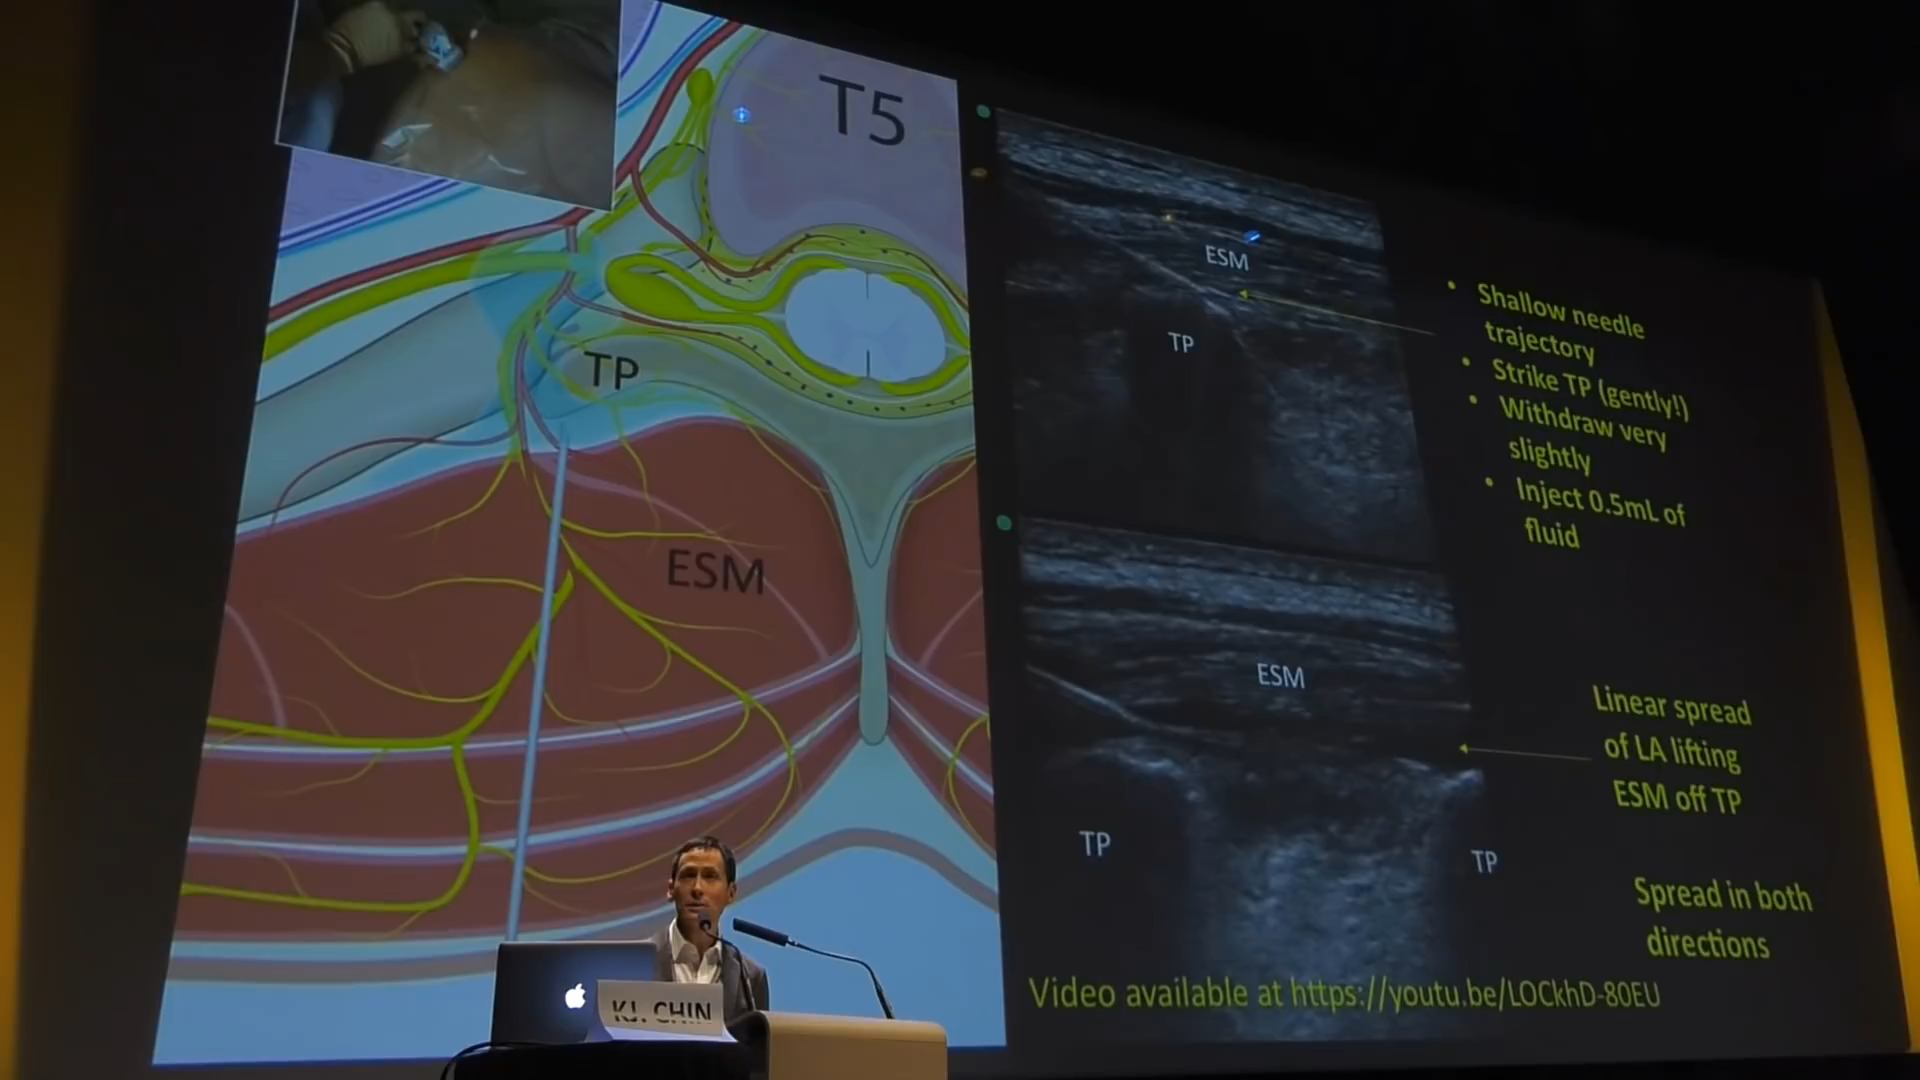 T5
TP
ESM
ESM
TP
• Shallow needle
trajectory
• Strike TP (gently!)
• Withdraw very
slightly
• Inject 0.5mL of
fluid
ESM
TP
TP
Linear spread
of LA lifting
ESM off TP
Spread in both
directions
Video available at https://youtu.be/LOCkhD-80EU
KJ. CHIN